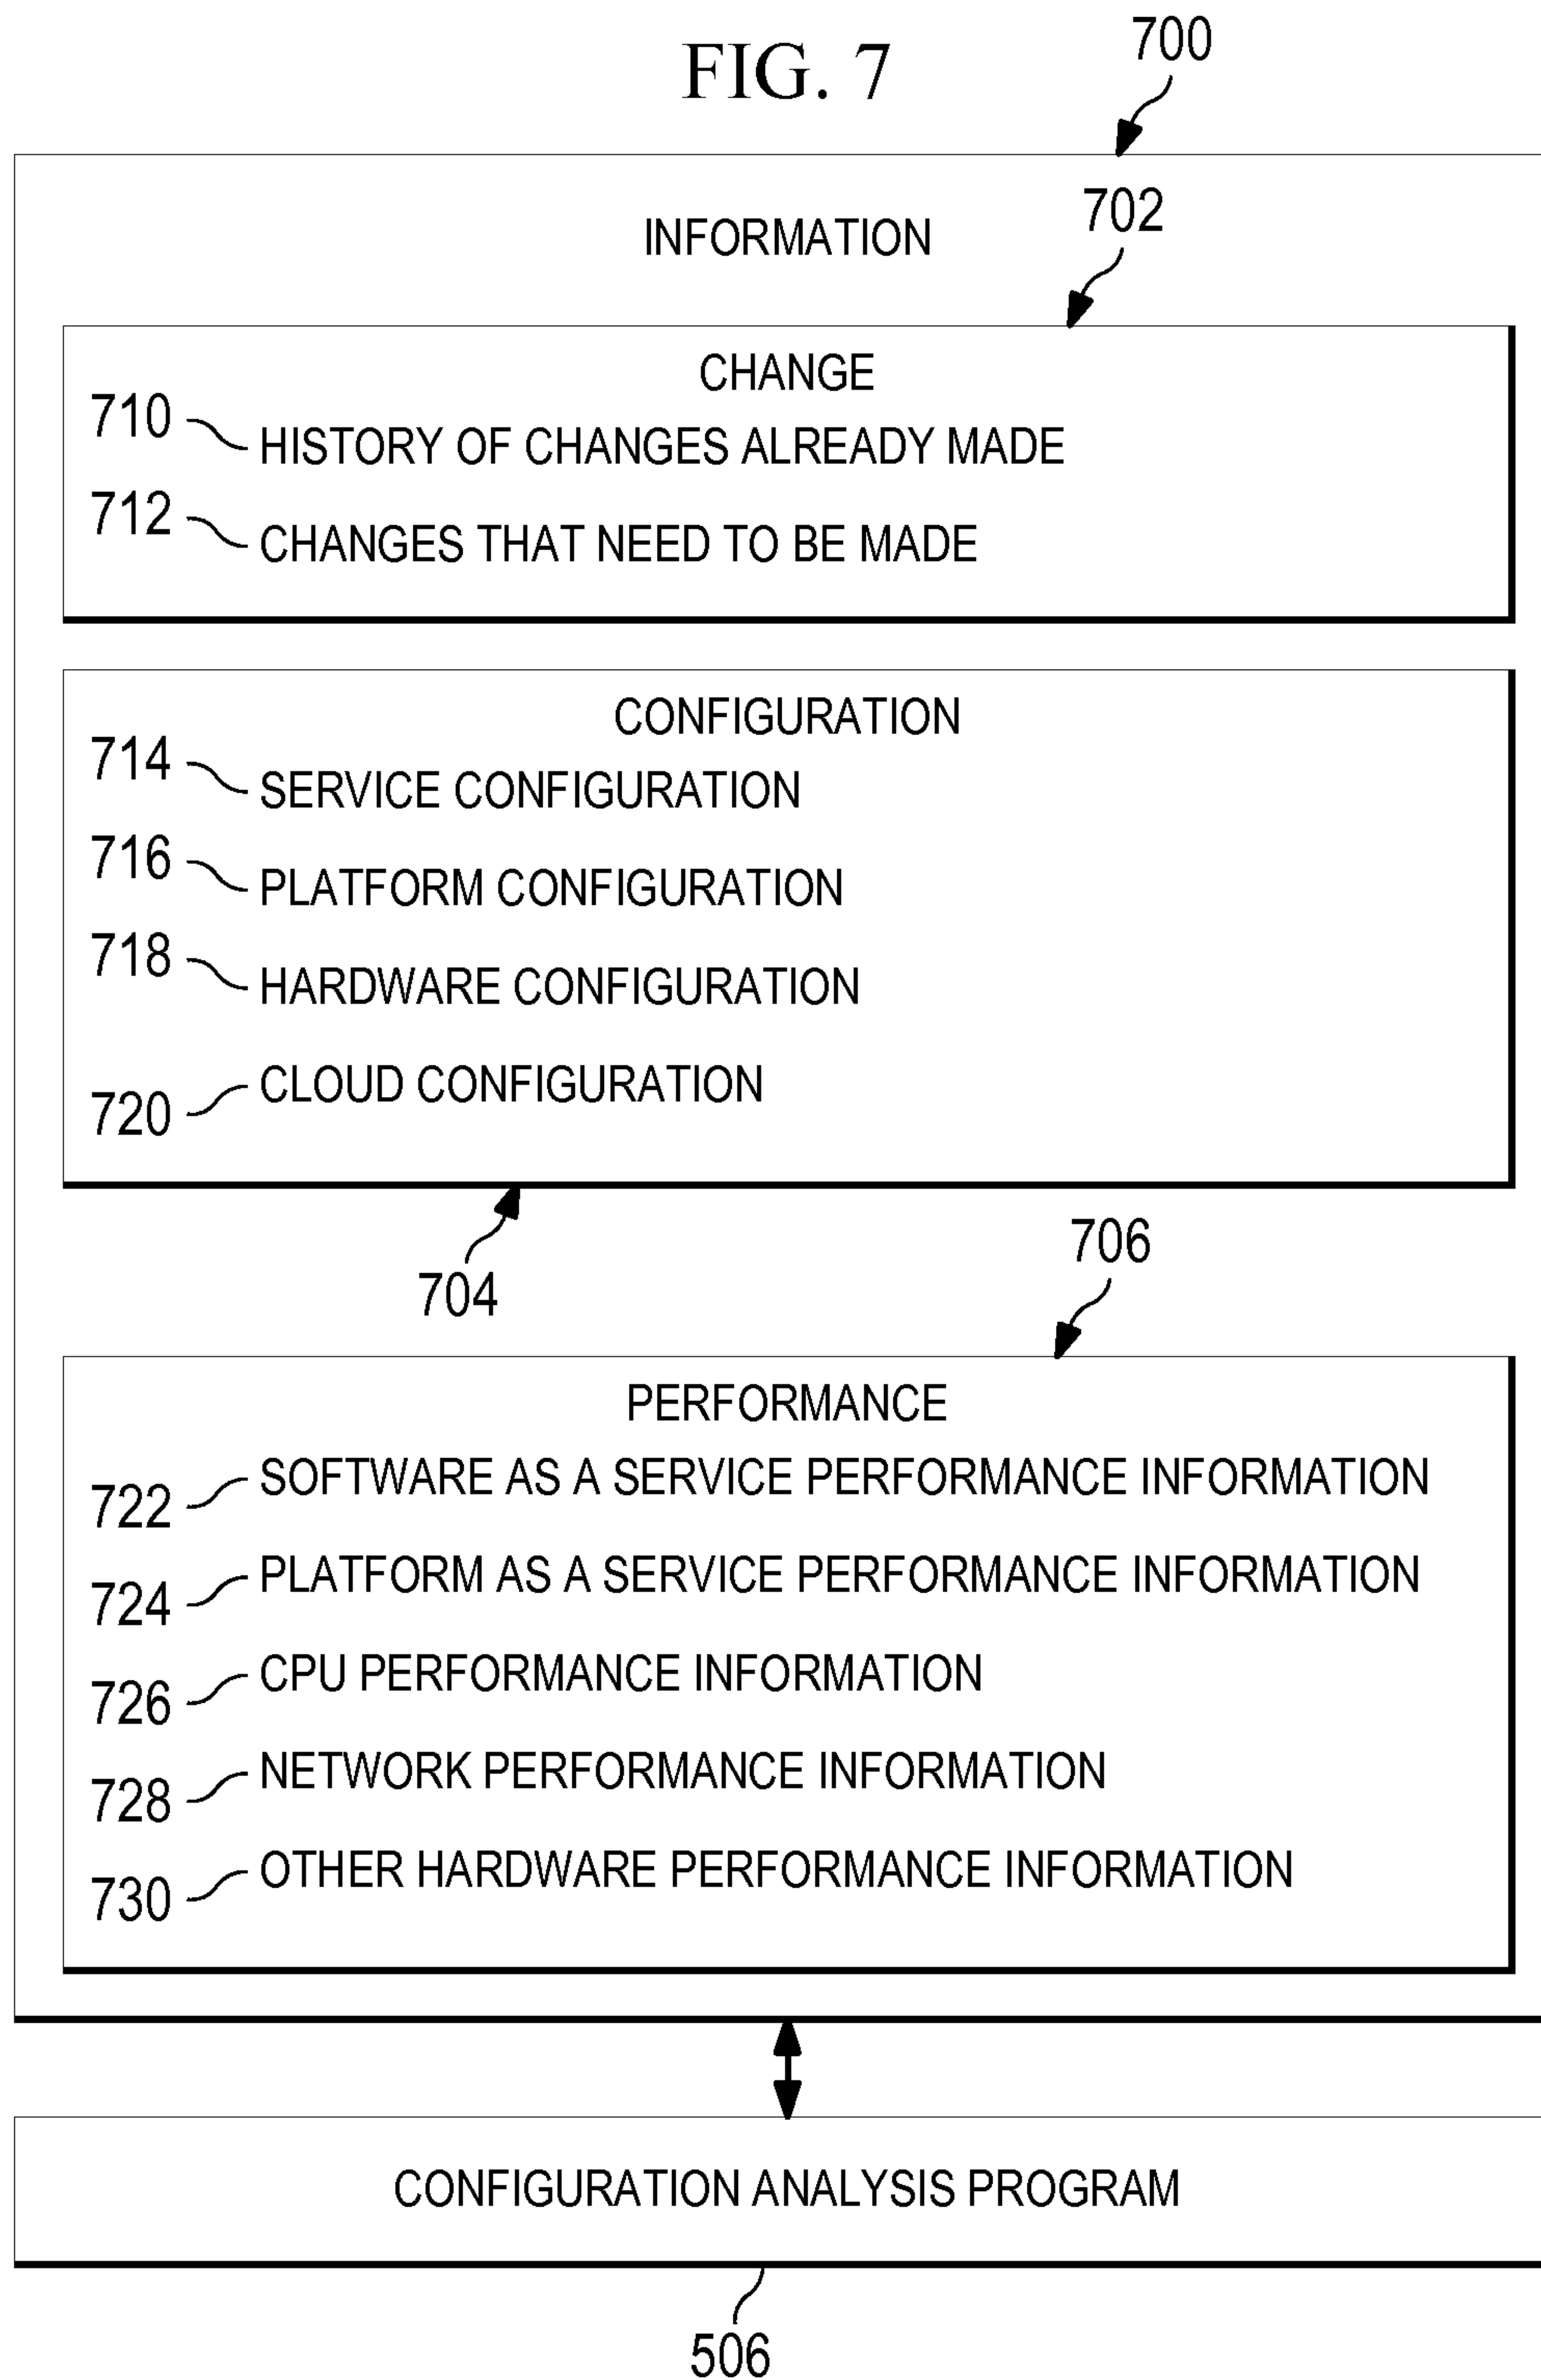 FIG. 7
700
INFORMATION
702
CHANGE
710
HISTORY OF CHANGES ALREADY MADE
712
CHANGES THAT NEED TO BE MADE
CONFIGURATION
714
SERVICE CONFIGURATION
716
PLATFORM CONFIGURATION
718
HARDWARE CONFIGURATION
CLOUD CONFIGURATION
720
704
706
PERFORMANCE
SOFTWARE AS A SERVICE PERFORMANCE INFORMATION
722
PLATFORM AS A SERVICE PERFORMANCE INFORMATION
724
CPU PERFORMANCE INFORMATION
726
NETWORK PERFORMANCE INFORMATION
728
OTHER HARDWARE PERFORMANCE INFORMATION
730
CONFIGURATION ANALYSIS PROGRAM
506